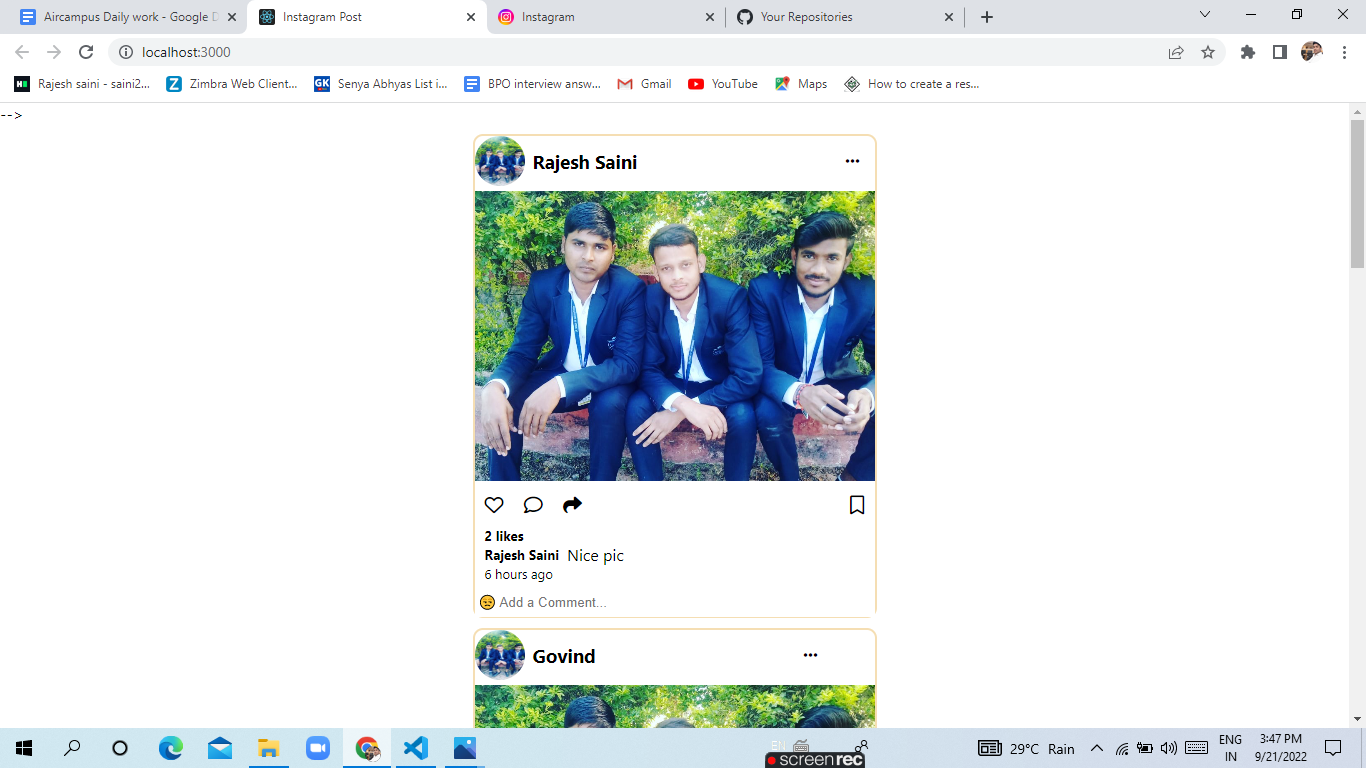 Aircampus Daily work - Google D
Instagram Post
Instagram
Your Repositories
localhost:3000
Rajesh saini - saini2...
Zimbra Web Client...
GK
Senya Abhyas List i...
BPO interview answ...
Gmail
YouTube
Maps
How to create a res...
-->
Rajesh Saini
2 likes
Rajesh Saini Nice pic
6 hours ago
Add a Comment...
Govind
29°C Rain
ENG
IN
3:47 PM
9/21/2022
screenrec